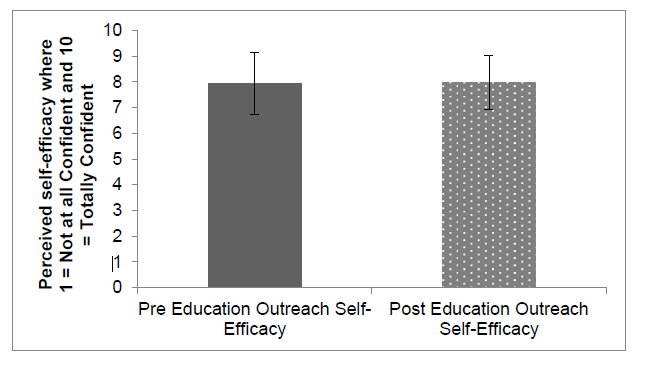 Perceived self-efficacy where
1 = Not at all Confident and 10
= Totally Confident
10
9
8
7
6
5
4
3
2
1
0
Pre Education Outreach Self-
Efficacy
Post Education Outreach
Self-Efficacy